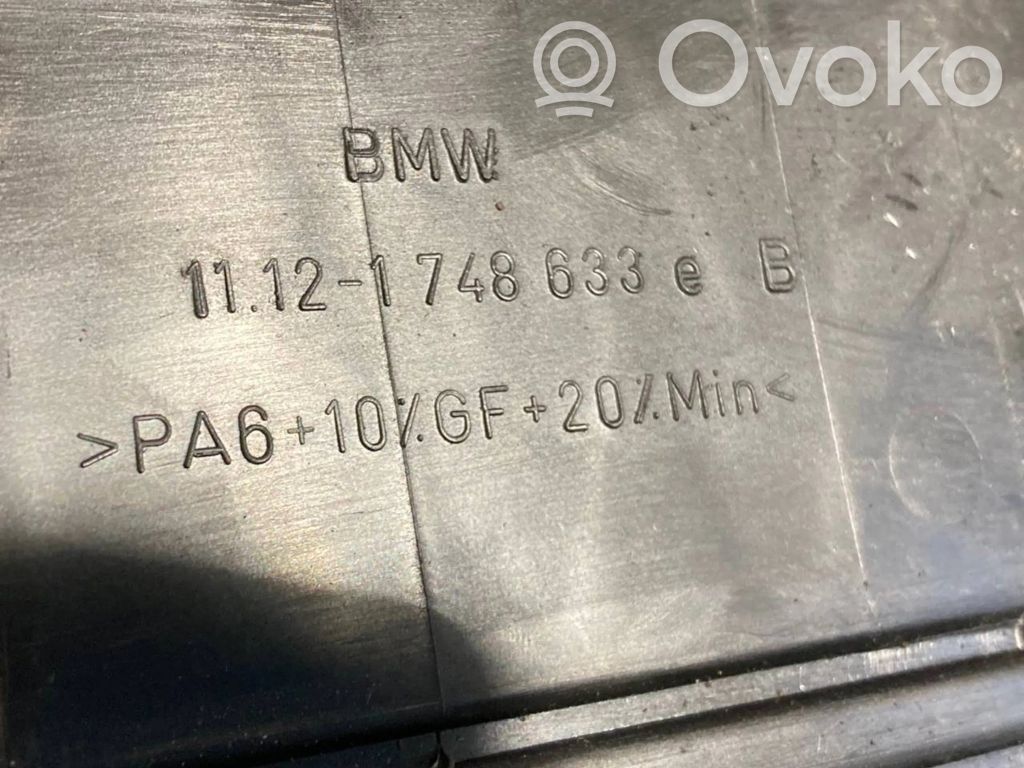 Ovoko
BMW
11.12-1 748 633 e B
>PA6+10%GF+20%Min<